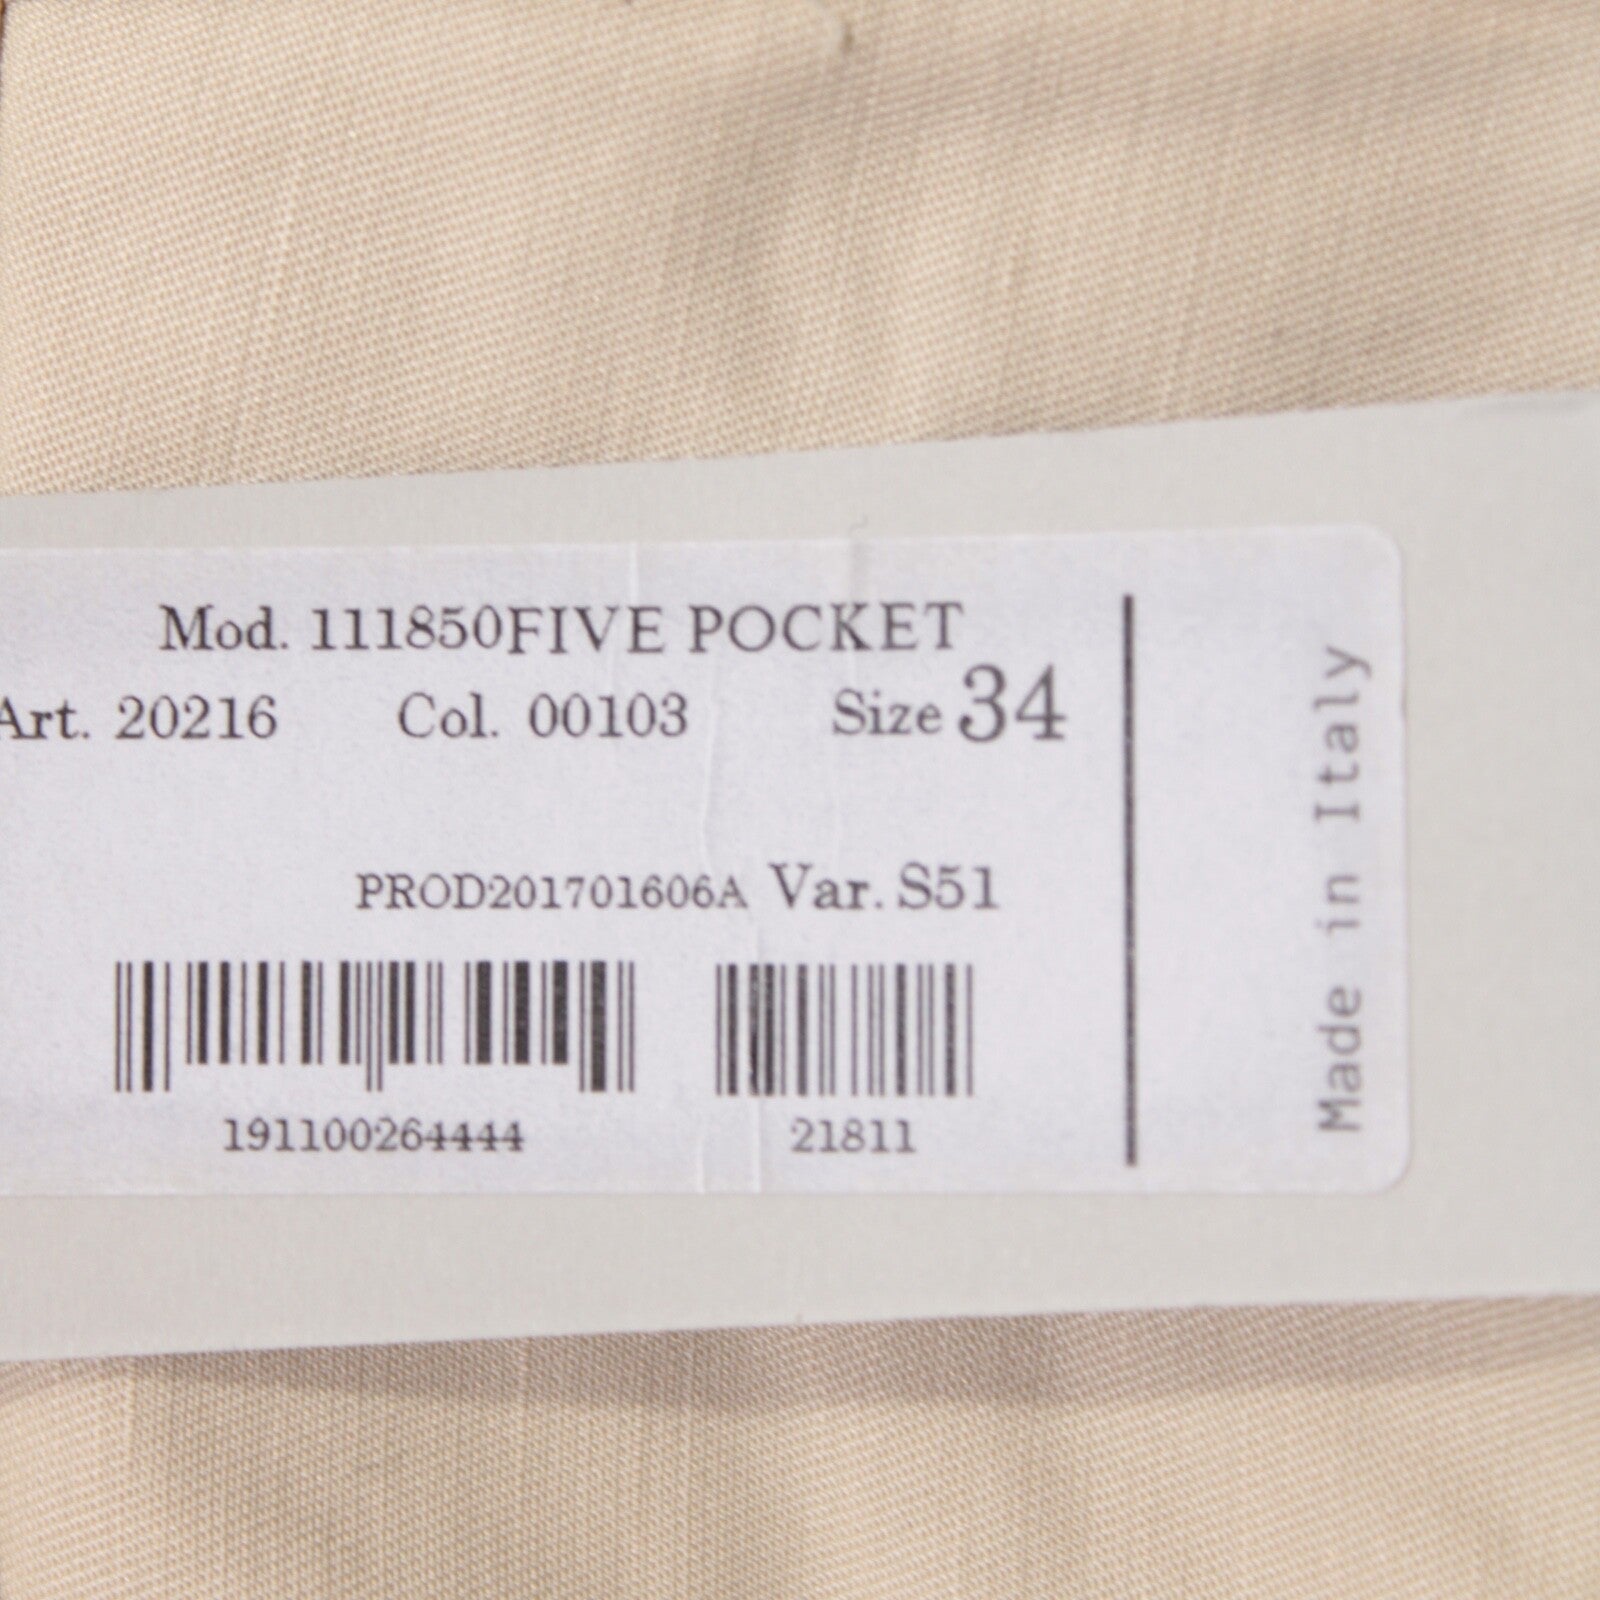 Mod. 111850FIVE POCKET
Art. 20216 Col. 00103 Size 34
PROD201701606A Var. S51
191100264444 21811
Made in Italy